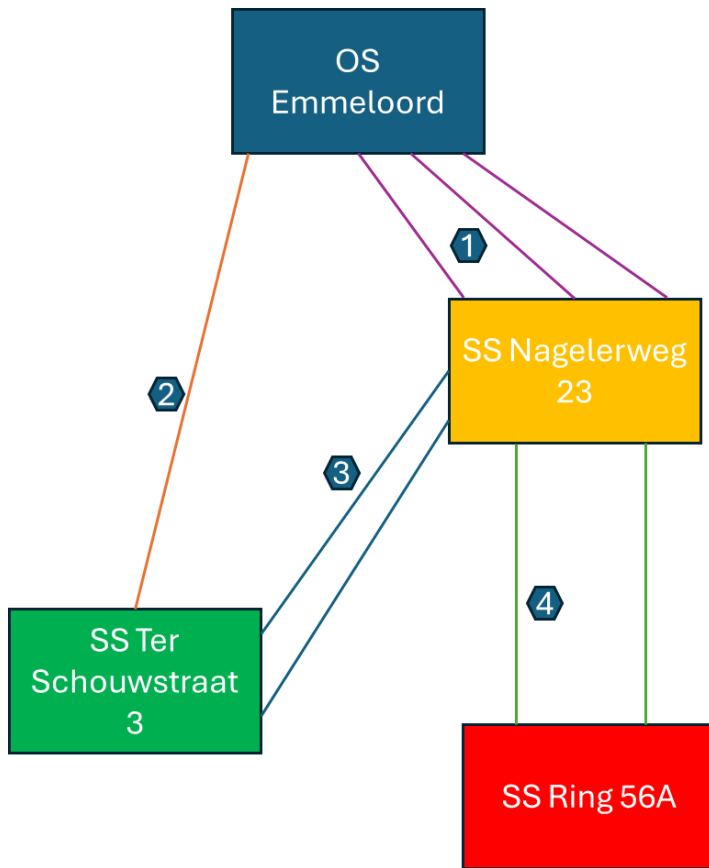 OS
Emmeloord
1
SS Nagelerweg
23
2
3
4
SS Ter
Schouwstraat
3
SS Ring 56A